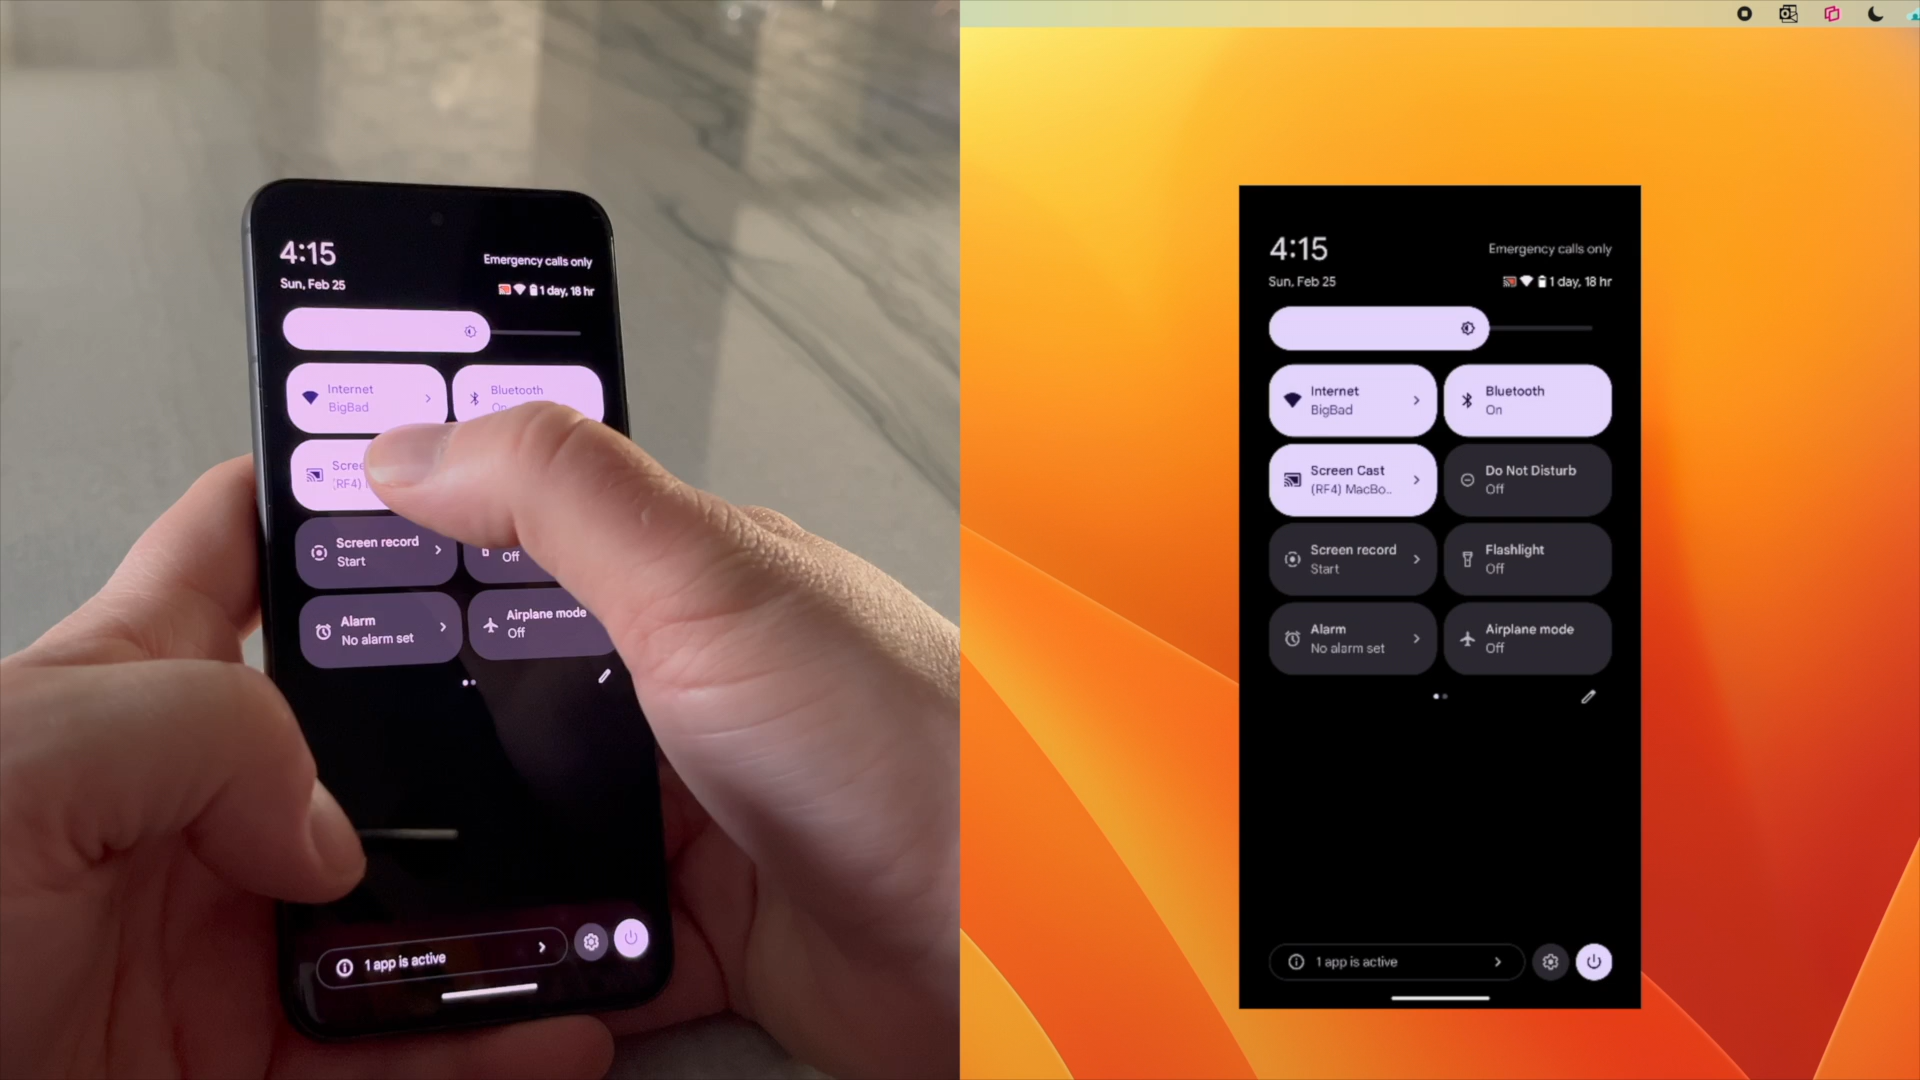 4:15
Emergency calls only
Sun, Feb 25
1 day, 18 hr
Internet
BigBad
Bluetooth
On
Scree
(RF4)
Screen record
Start
Off
Alarm
No alarm set
Airplane mode
Off
1 app is active
4:15
Emergency calls only
Sun, Feb 25
1 day, 18 hr
Internet
BigBad
Bluetooth
On
Screen Cast
(RF4) MacBo..
Do Not Disturb
Off
Screen record
Start
Flashlight
Off
Alarm
No alarm set
Airplane mode
Off
1 app is active